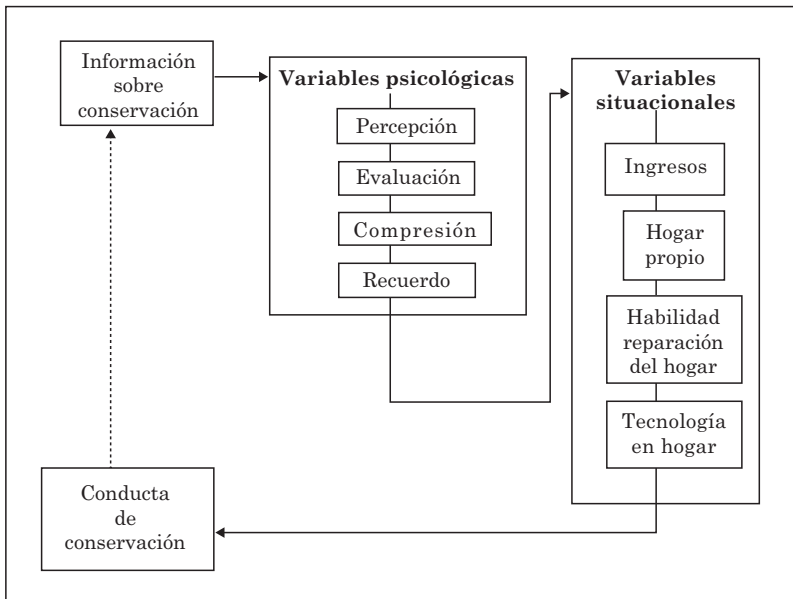 Información
sobre
conservación
Variables psicológicas
Percepción
Evaluación
Compresión
Recuerdo
Variables
situacionales
Ingresos
Hogar
propio
Habilidad
reparación
del hogar
Tecnología
en hogar
Conducta
de
conservación